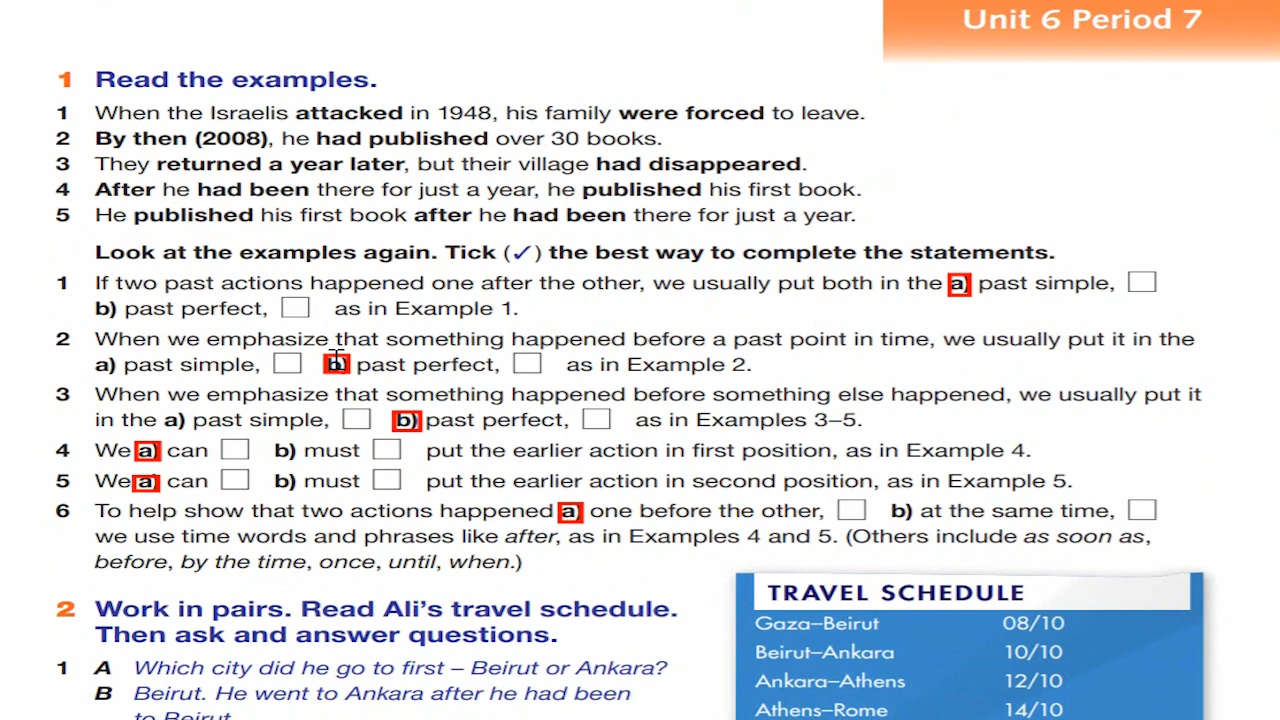 Unit 6 Period 7
1 Read the examples.
1 When the Israelis attacked in 1948, his family were forced to leave.
2 By then (2008), he had published over 30 books.
3 They returned a year later, but their village had disappeared.
4 After he had been there for just a year, he published his first book.
5 He published his first book after he had been there for just a year.
Look at the examples again. Tick (✓) the best way to complete the statements.
1 If two past actions happened one after the other, we usually put both in the a) past simple, □
b) past perfect, □ as in Example 1.
2 When we emphasize that something happened before a past point in time, we usually put it in the
a) past simple, □ b) past perfect, □ as in Example 2.
3 When we emphasize that something happened before something else happened, we usually put it
in the a) past simple, □ b) past perfect, □ as in Examples 3–5.
4 We a) can □ b) must □ put the earlier action in first position, as in Example 4.
5 We a) can □ b) must □ put the earlier action in second position, as in Example 5.
6 To help show that two actions happened a) one before the other, □ b) at the same time, □
we use time words and phrases like after, as in Examples 4 and 5. (Others include as soon as,
before, by the time, once, until, when.)
2 Work in pairs. Read Ali's travel schedule.
Then ask and answer questions.
1 A Which city did he go to first – Beirut or Ankara?
B Beirut. He went to Ankara after he had been
to Beirut.
TRAVEL SCHEDULE
Gaza–Beirut 08/10
Beirut–Ankara 10/10
Ankara–Athens 12/10
Athens–Rome 14/10